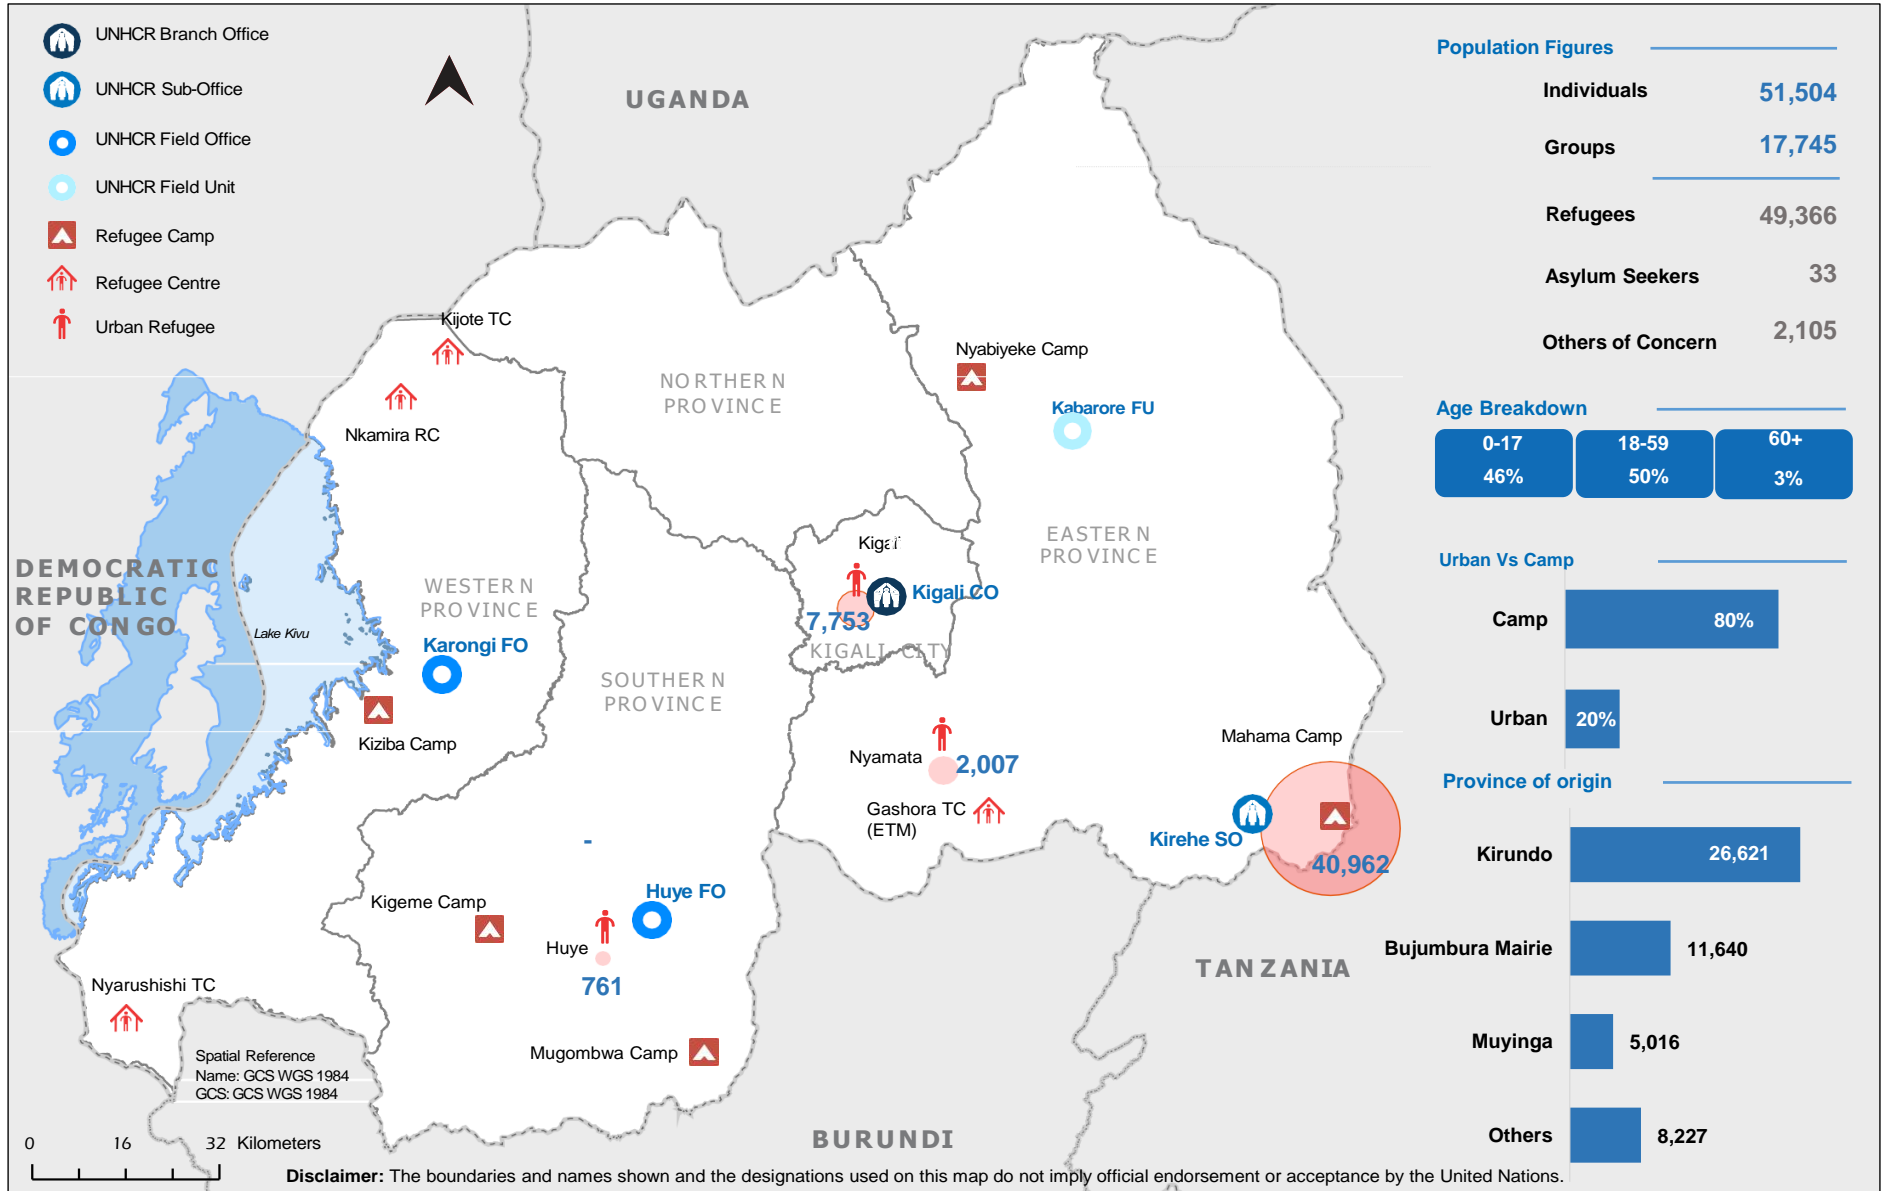 UNHCR Branch Office
UNHCR Sub-Office
UNHCR Field Office
UNHCR Field Unit
Refugee Camp
Refugee Centre
Urban Refugee
UGANDA
Kijote TC
Nkamira RC
NORTHERN
PROVINCE
Nyabiyeke Camp
Kabarore FU
EASTERN
PROVINCE
DEMOCRATIC
REPUBLIC
OF CONGO
Lake Kivu
WESTERN
PROVINCE
Karongi FO
Kiziba Camp
SOUTHERN
PROVINCE
Kigali CO
7,753
KIGALI CITY
Nyamata
2,007
Gashora TC
(ETM)
Mahama Camp
Kirehe SO
40,962
-
Kigeme Camp
Huye FO
Huye
761
Nyarushishi TC
Mugombwa Camp
TANZANIA
BURUNDI
Spatial Reference
Name: GCS WGS 1984
GCS: GCS WGS 1984
0 16 32 Kilometers
Disclaimer: The boundaries and names shown and the designations used on this map do not imply official endorsement or acceptance by the United Nations.
Population Figures
Individuals 51,504
Groups 17,745
Refugees 49,366
Asylum Seekers 33
Others of Concern 2,105
Age Breakdown
0-17 18-59 60+
46% 50% 3%
Urban Vs Camp
Camp 80%
Urban 20%
Province of origin
Kirundo 26,621
Bujumbura Mairie 11,640
Muyinga 5,016
Others 8,227